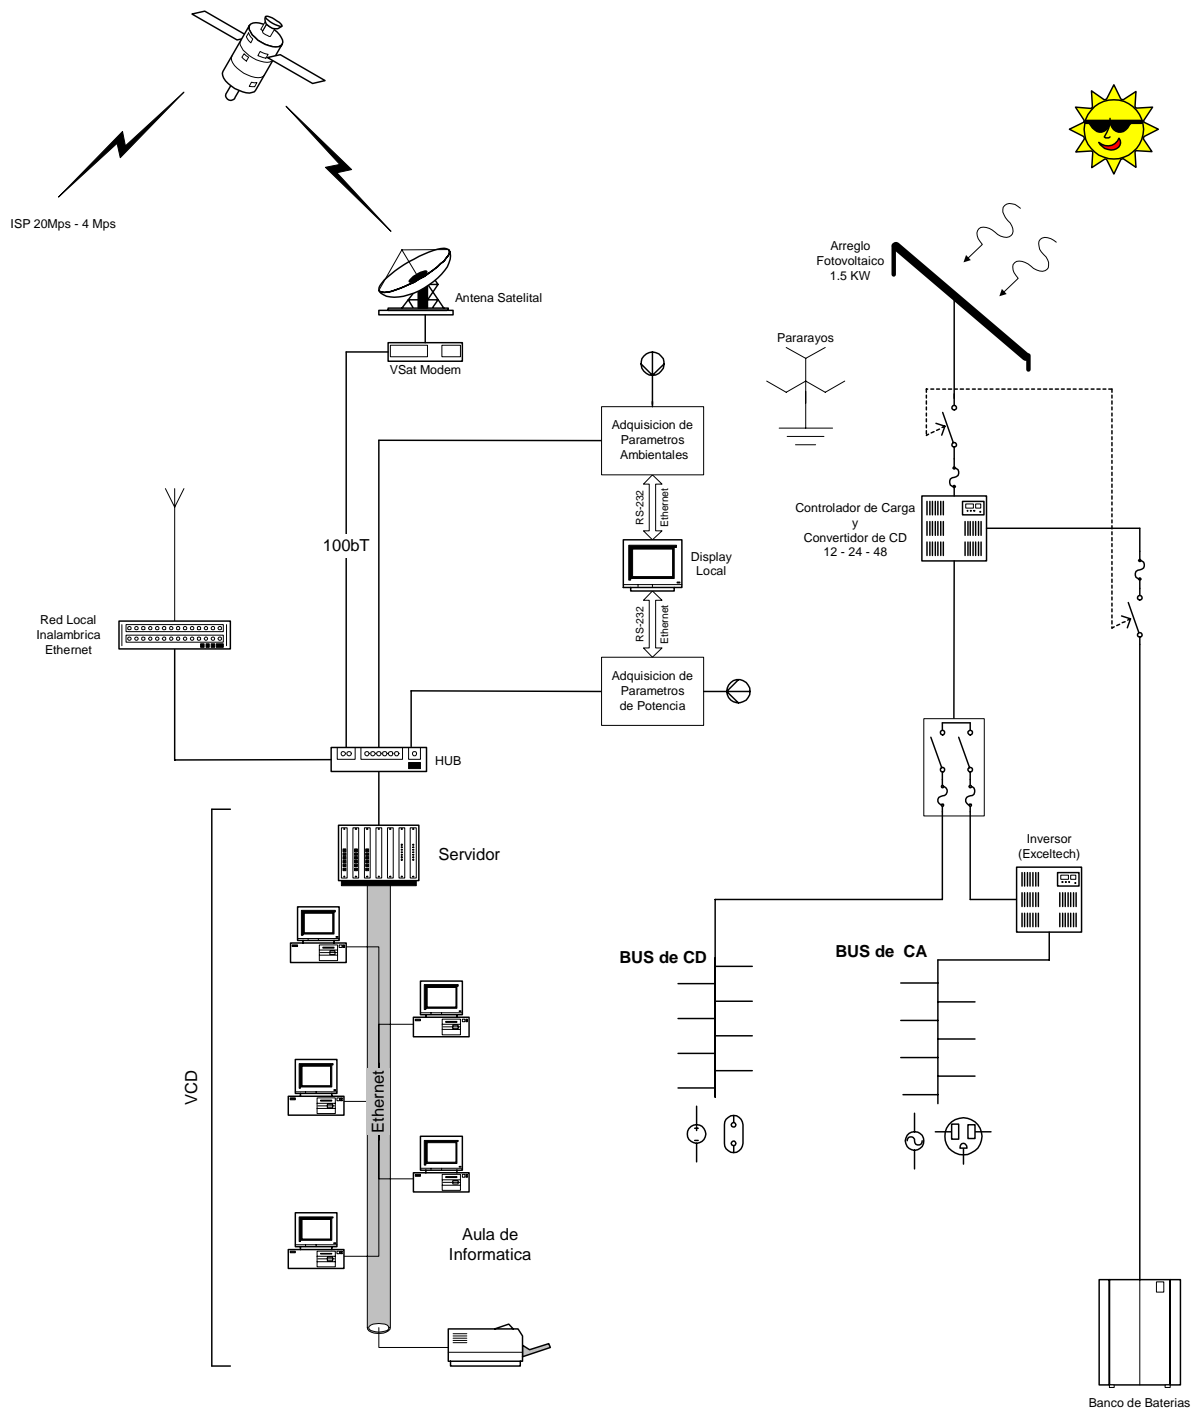 ISP 20Mps - 4 Mps
Antena Satelital
VSat Modem
Arreglo
Fotovoltaico
1.5 KW
Pararayos
Adquisicion de
Parametros
Ambientales
RS-232
Ethernet
100bT
Display
Local
Controlador de Carga
y
Convertidor de CD
12 - 24 - 48
Red Local
Inalambrica
Ethernet
RS-232
Ethernet
Adquisicion de
Parametros
de Potencia
HUB
Servidor
Inversor
(Exceltech)
BUS de CD
BUS de CA
VCD
Ethernet
Aula de
Informatica
Banco de Baterias